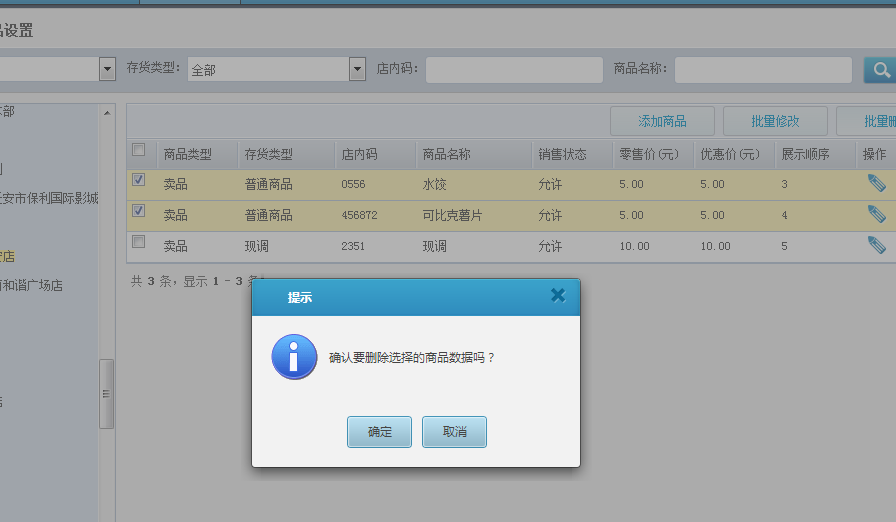 品设置
存货类型： 全部 店内码： 商品名称：
部
安市保利国际影城
店
和谐广场店
添加商品 批量修改 批量删
商品类型 存货类型 店内码 商品名称 销售状态 零售价(元) 优惠价(元) 展示顺序 操作
卖品 普通商品 0556 水饺 允许 5.00 5.00 3
卖品 普通商品 456872 可比克薯片 允许 5.00 5.00 4
卖品 现调 2351 现调 允许 10.00 10.00 5
共 3 条，显示 1 - 3 条
提示
确认要删除选择的商品数据吗？
确定 取消